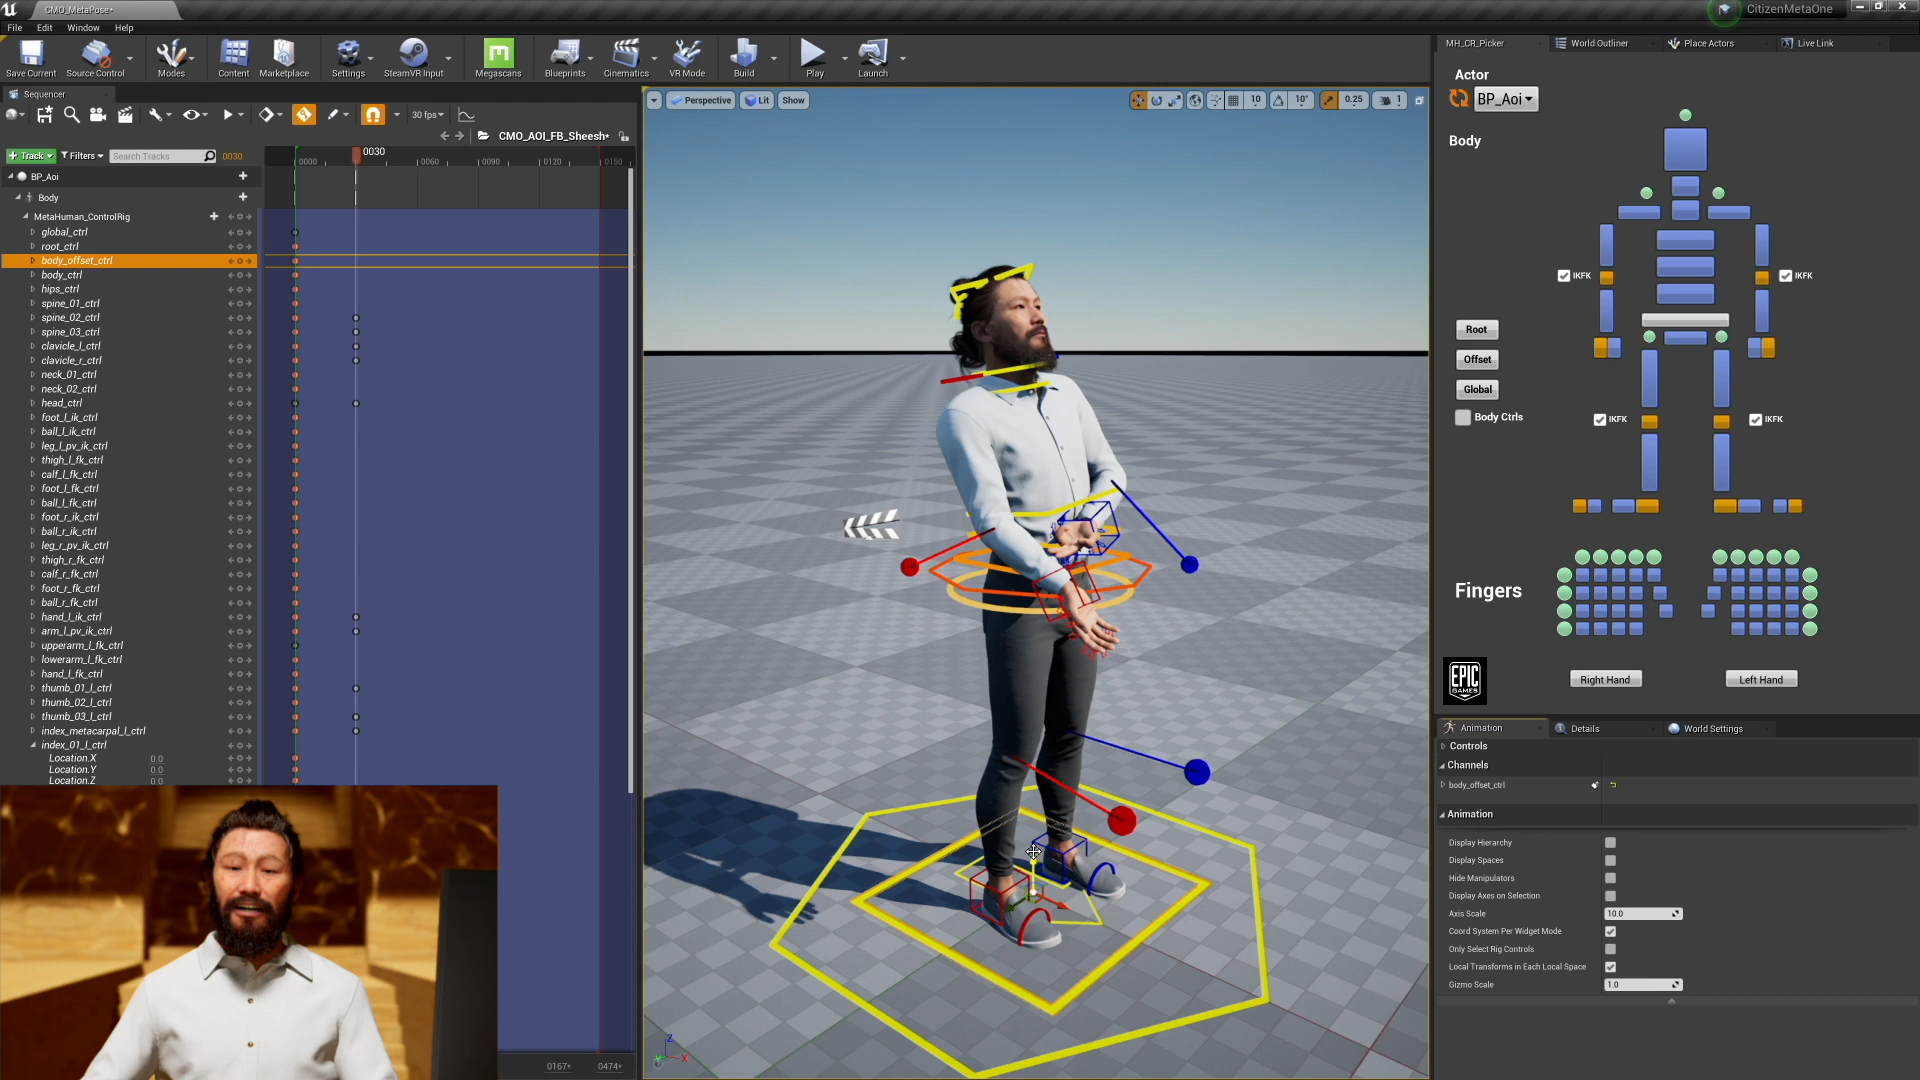 CMO_MetaPose*
CitizenMetaOne
File Edit Window Help
Save Current Source Control Modes Content Marketplace Settings SteamVR Input Megascans Blueprints Cinematics VR Mode Build Play Launch
Sequencer
30 fps
CMO_AOI_FB_Sheesh*
Track Filters Search Tracks 0030
0030
0000 0060 0090 0120 0150
BP_Aoi
Body
MetaHuman_ControlRig
global_ctrl
root_ctrl
body_offset_ctrl
body_ctrl
hips_ctrl
spine_01_ctrl
spine_02_ctrl
spine_03_ctrl
clavicle_l_ctrl
clavicle_r_ctrl
neck_01_ctrl
neck_02_ctrl
head_ctrl
foot_l_ik_ctrl
ball_l_ik_ctrl
leg_l_pv_ik_ctrl
thigh_l_fk_ctrl
calf_l_fk_ctrl
foot_l_fk_ctrl
ball_l_fk_ctrl
foot_r_ik_ctrl
ball_r_ik_ctrl
leg_r_pv_ik_ctrl
thigh_r_fk_ctrl
calf_r_fk_ctrl
foot_r_fk_ctrl
ball_r_fk_ctrl
hand_l_ik_ctrl
arm_l_pv_ik_ctrl
upperarm_l_fk_ctrl
lowerarm_l_fk_ctrl
hand_l_fk_ctrl
thumb_01_l_ctrl
thumb_02_l_ctrl
thumb_03_l_ctrl
index_metacarpal_l_ctrl
index_01_l_ctrl
Location.X 0.0
Location.Y 0.0
Location.Z 0.0
0167+ 0474+
Perspective Lit Show 10 10° 0.25 1
Z
X
MH_CR_Picker World Outliner Place Actors Live Link
Actor
BP_Aoi
Body
IKFK IKFK
Root
Offset
Global
Body Ctrls
IKFK IKFK
Fingers
EPIC
GAMES
Right Hand Left Hand
Animation Details World Settings
Controls
Channels
body_offset_ctrl
Animation
Display Hierarchy
Display Spaces
Hide Manipulators
Display Axes on Selection
Axis Scale 10.0
Coord System Per Widget Mode
Only Select Rig Controls
Local Transforms in Each Local Space
Gizmo Scale 1.0